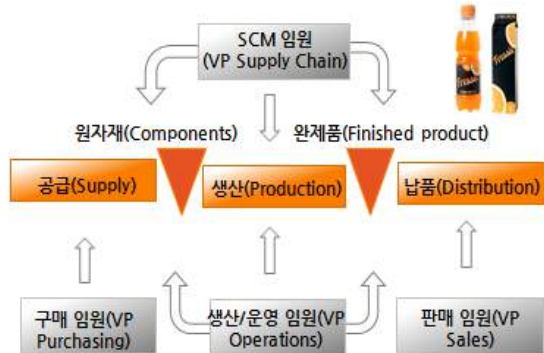 SCM 임원
(VP Supply Chain)
원자재(Components)
완제품(Finished product)
공급(Supply)
생산(Production)
납품(Distribution)
구매 임원(VP
Purchasing)
생산/운영 임원(VP
Operations)
판매 임원(VP
Sales)